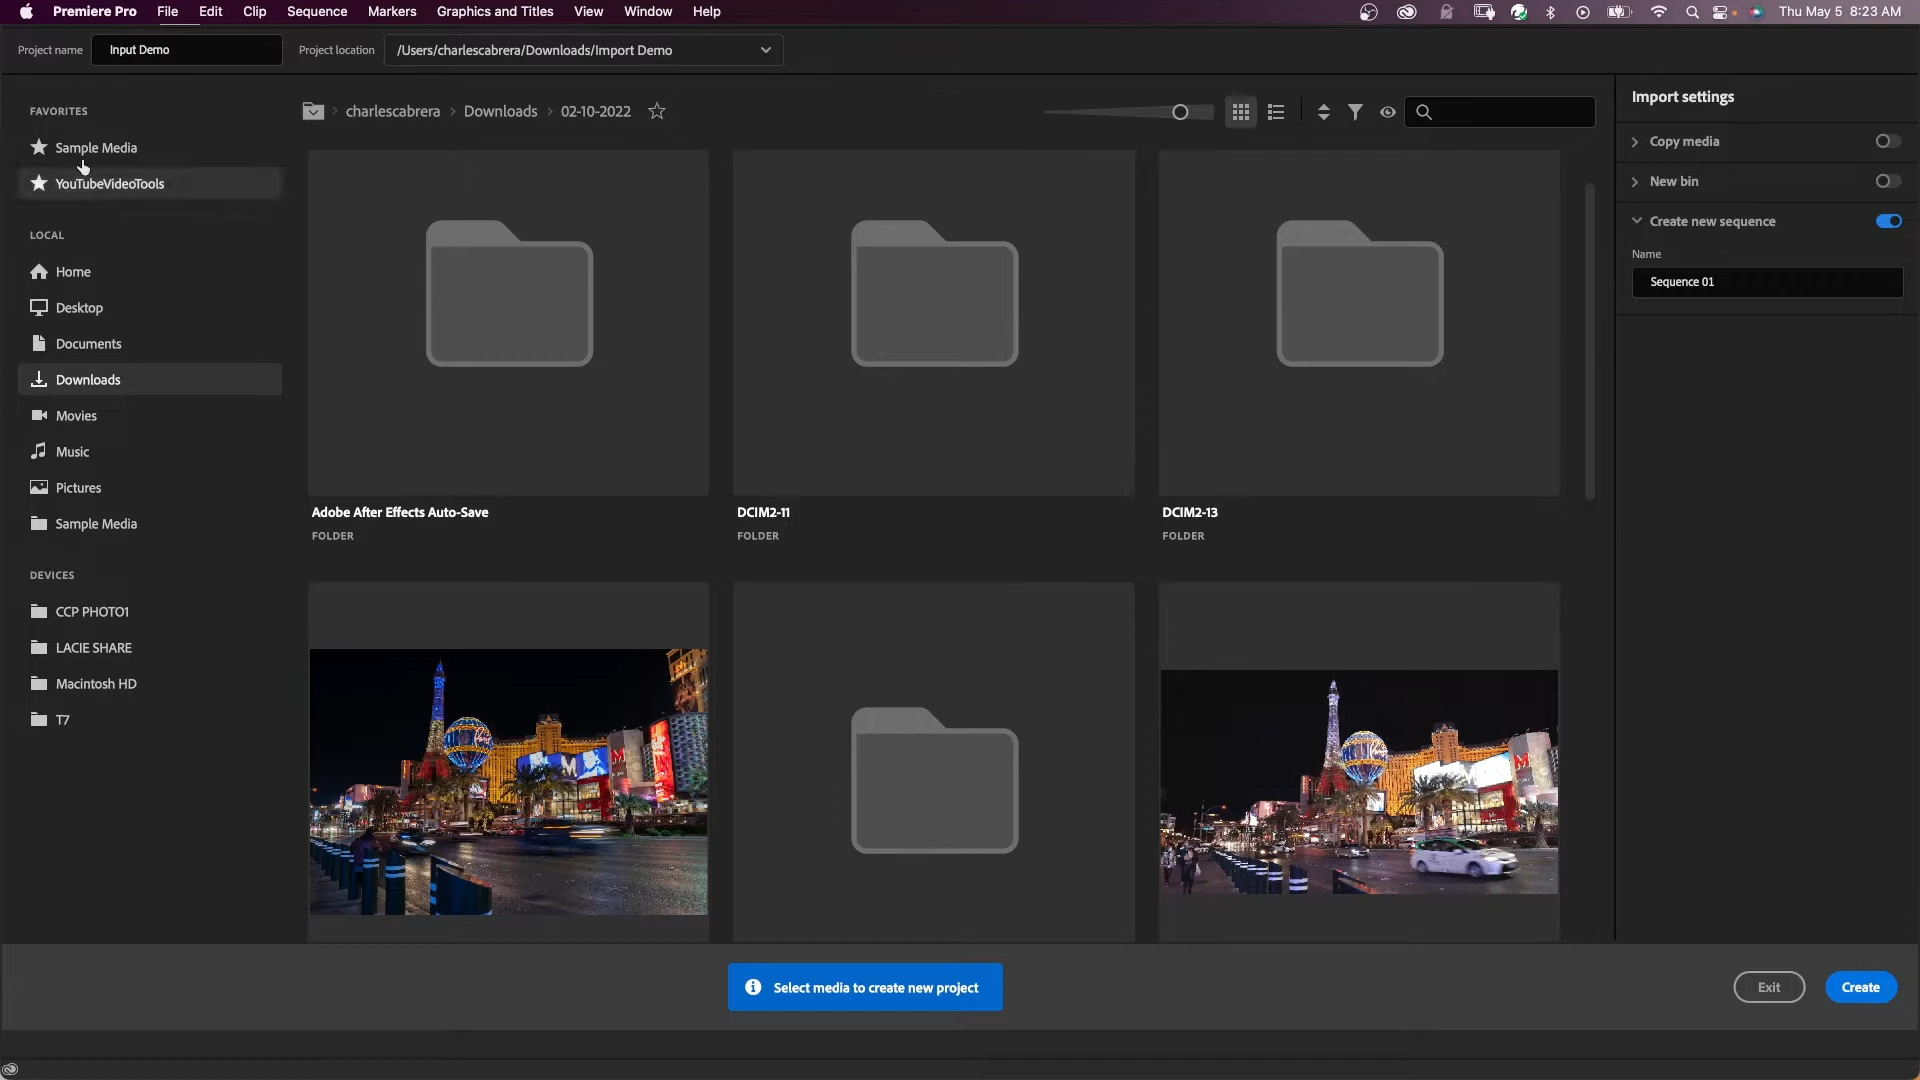 Premiere Pro File Edit Clip Sequence Markers Graphics and Titles View Window Help Thu May 5 8:23 AM
Project name Input Demo Project location /Users/charlescabrera/Downloads/Import Demo
FAVORITES
Sample Media
YouTubeVideoTools
LOCAL
Home
Desktop
Documents
Downloads
Movies
Music
Pictures
Sample Media
DEVICES
CCP PHOTO1
LACIE SHARE
Macintosh HD
T7
charlescabrera > Downloads > 02-10-2022
Adobe After Effects Auto-Save
FOLDER
DCIM2-11
FOLDER
DCIM2-13
FOLDER
Import settings
Copy media
New bin
Create new sequence
Name
Sequence 01
Select media to create new project
Exit
Create